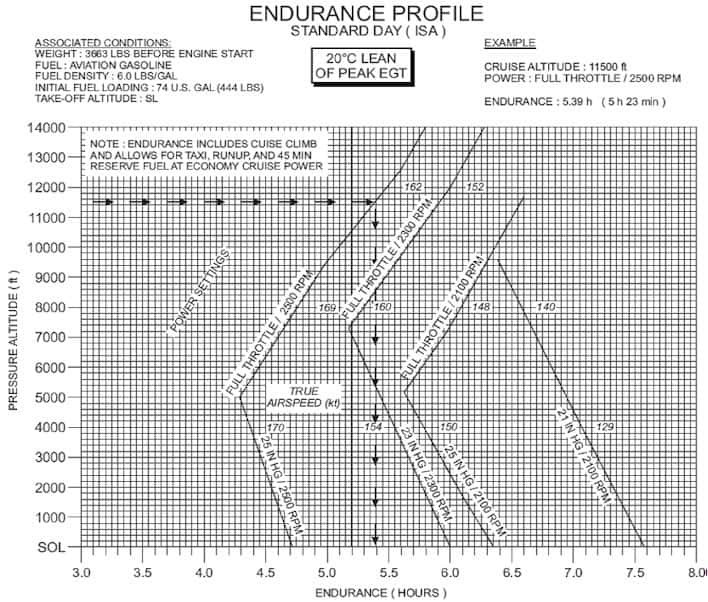 ENDURANCE PROFILE
STANDARD DAY ( ISA )
ASSOCIATED CONDITIONS:
WEIGHT : 3663 LBS BEFORE ENGINE START
FUEL : AVIATION GASOLINE
FUEL DENSITY : 6.0 LBS/GAL
INITIAL FUEL LOADING : 74 U.S. GAL (444 LBS)
TAKE-OFF ALTITUDE : SL
20°C LEAN
OF PEAK EGT
EXAMPLE
CRUISE ALTITUDE : 11500 ft
POWER : FULL THROTTLE / 2500 RPM
ENDURANCE : 5.39 h ( 5 h 23 min )
PRESSURE ALTITUDE ( ft )
14000
13000
12000
11000
10000
9000
8000
7000
6000
5000
4000
3000
2000
1000
SOL
NOTE : ENDURANCE INCLUDES CUISE CLIMB
AND ALLOWS FOR TAXI, RUNUP, AND 45 MIN
RESERVE FUEL AT ECONOMY CRUISE POWER
162
152
POWER SETTINGS
FULL THROTTLE / 2500 RPM
FULL THROTTLE / 2300 RPM
FULL THROTTLE / 2100 RPM
169
160
148
140
TRUE
AIRSPEED (kt)
170
154
150
129
25 IN HG / 2500 RPM
23 IN HG / 2300 RPM
25 IN HG / 2100 RPM
21 IN HG / 2100 RPM
3.0 3.5 4.0 4.5 5.0 5.5 6.0 6.5 7.0 7.5 8.0
ENDURANCE ( HOURS )